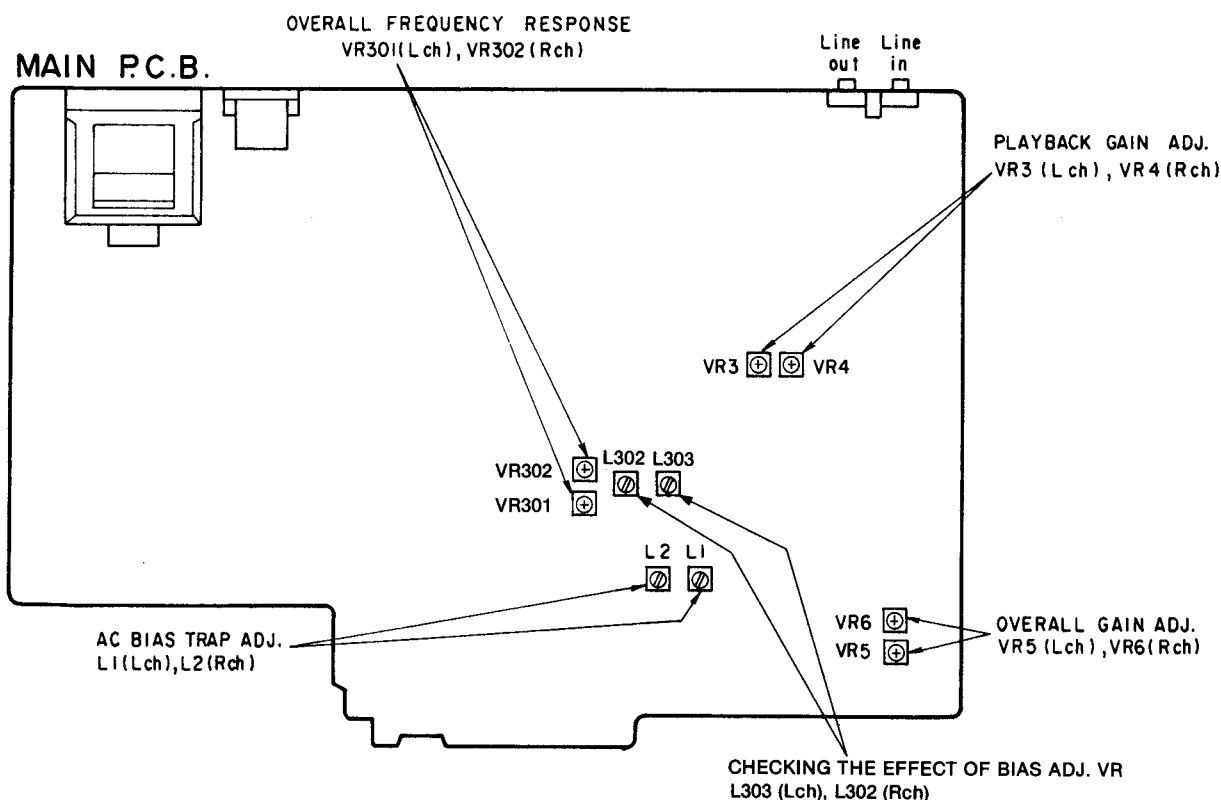 OVERALL FREQUENCY RESPONSE
VR301(Lch), VR302(Rch)
MAIN P.C.B.
Line out
Line in
PLAYBACK GAIN ADJ.
VR3 (Lch), VR4(Rch)
VR3
VR4
VR302
L302
L303
VR301
L2
L1
AC BIAS TRAP ADJ.
L1(Lch),L2(Rch)
VR6
VR5
OVERALL GAIN ADJ.
VR5(Lch),VR6(Rch)
CHECKING THE EFFECT OF BIAS ADJ. VR
L303 (Lch), L302 (Rch)